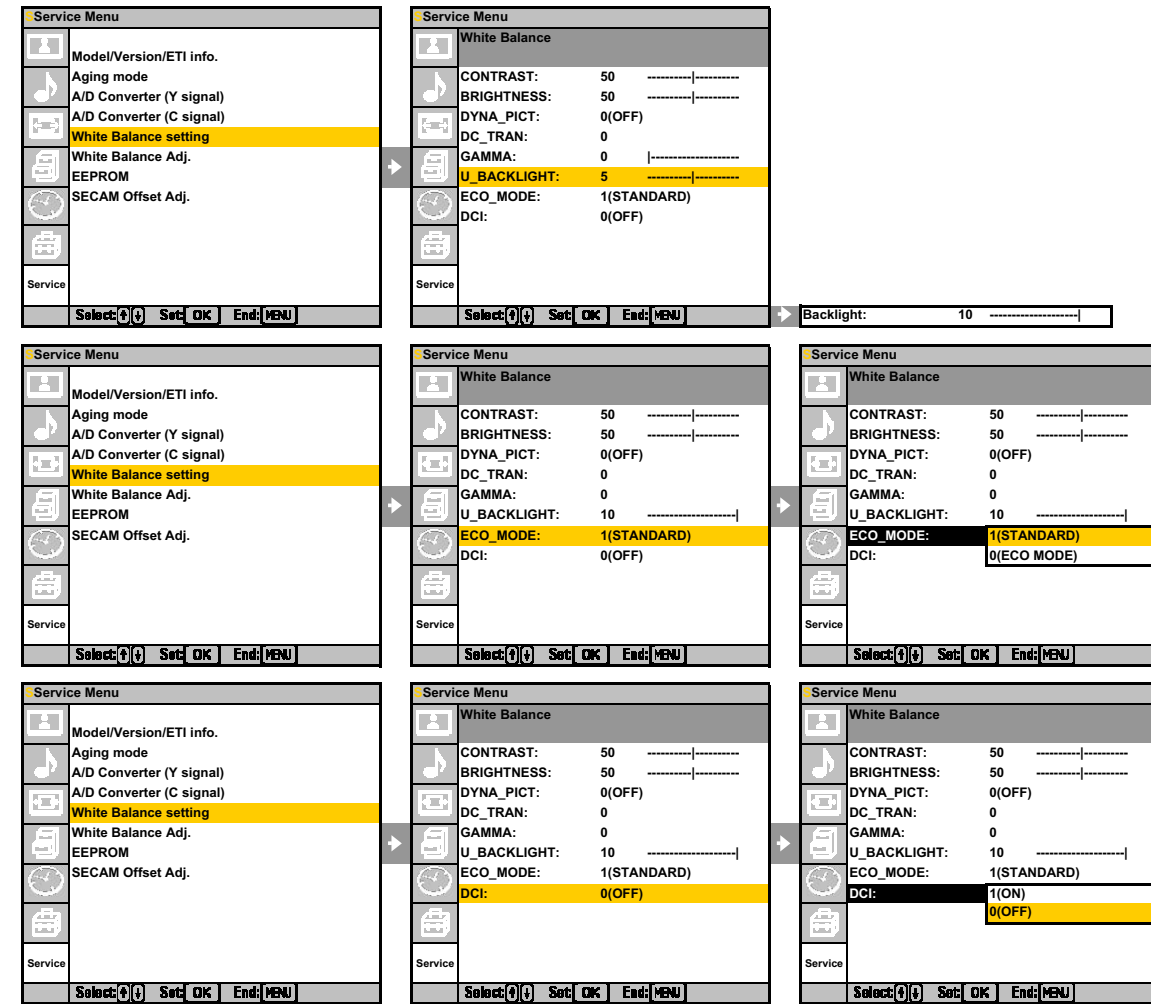 Service Menu
Model/Version/ETI info.
Aging mode
A/D Converter (Y signal)
A/D Converter (C signal)
White Balance setting
White Balance Adj.
EEPROM
SECAM Offset Adj.
Service
Select: Set: OK End: MENU
Service Menu
White Balance
CONTRAST: 50 ----------|----------
BRIGHTNESS: 50 ----------|----------
DYNA_PICT: 0(OFF)
DC_TRAN: 0
GAMMA: 0 |--------------------
U_BACKLIGHT: 5 ----------|----------
ECO_MODE: 1(STANDARD)
DCI: 0(OFF)
Service
Select: Set: OK End: MENU
Backlight: 10 --------------------|
Service Menu
Model/Version/ETI info.
Aging mode
A/D Converter (Y signal)
A/D Converter (C signal)
White Balance setting
White Balance Adj.
EEPROM
SECAM Offset Adj.
Service
Select: Set: OK End: MENU
Service Menu
White Balance
CONTRAST: 50 ----------|----------
BRIGHTNESS: 50 ----------|----------
DYNA_PICT: 0(OFF)
DC_TRAN: 0
GAMMA: 0
U_BACKLIGHT: 10 --------------------|
ECO_MODE: 1(STANDARD)
DCI: 0(OFF)
Service
Select: Set: OK End: MENU
Service Menu
White Balance
CONTRAST: 50 ----------|----------
BRIGHTNESS: 50 ----------|----------
DYNA_PICT: 0(OFF)
DC_TRAN: 0
GAMMA: 0
U_BACKLIGHT: 10 --------------------|
ECO_MODE: 1(STANDARD)
DCI: 0(ECO MODE)
Service
Select: Set: OK End: MENU
Service Menu
Model/Version/ETI info.
Aging mode
A/D Converter (Y signal)
A/D Converter (C signal)
White Balance setting
White Balance Adj.
EEPROM
SECAM Offset Adj.
Service
Select: Set: OK End: MENU
Service Menu
White Balance
CONTRAST: 50 ----------|----------
BRIGHTNESS: 50 ----------|----------
DYNA_PICT: 0(OFF)
DC_TRAN: 0
GAMMA: 0
U_BACKLIGHT: 10 --------------------|
ECO_MODE: 1(STANDARD)
DCI: 0(OFF)
Service
Select: Set: OK End: MENU
Service Menu
White Balance
CONTRAST: 50 ----------|----------
BRIGHTNESS: 50 ----------|----------
DYNA_PICT: 0(OFF)
DC_TRAN: 0
GAMMA: 0
U_BACKLIGHT: 10 --------------------|
ECO_MODE: 1(STANDARD)
DCI: 1(ON)
0(OFF)
Service
Select: Set: OK End: MENU